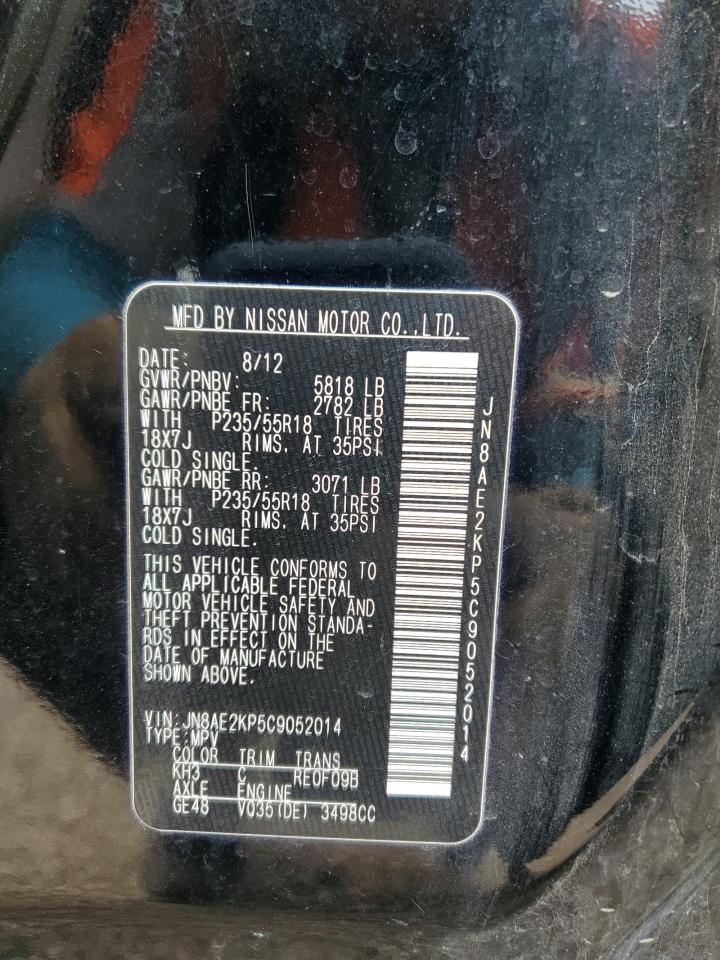 MFD BY NISSAN MOTOR CO.,LTD.
DATE: 8/12
GVWR/PNBV: 5818 LB
GAWR/PNBE FR: 2782 LB
WITH P235/55R18 TIRES
18X7J RIMS. AT 35PSI
COLD SINGLE.
GAWR/PNBE RR: 3071 LB
WITH P235/55R18 TIRES
18X7J RIMS. AT 35PSI
COLD SINGLE.
THIS VEHICLE CONFORMS TO
ALL APPLICABLE FEDERAL
MOTOR VEHICLE SAFETY AND
THEFT PREVENTION STANDA-
RDS IN EFFECT ON THE
DATE OF MANUFACTURE
SHOWN ABOVE.
VIN:JN8AE2KP5C9052014
TYPE:MPV
COLOR TRIM TRANS
KH3 C RE0F09B
AXLE ENGINE
GE48 VQ35(DE) 3498CC
JN8AE2KP5C9052014